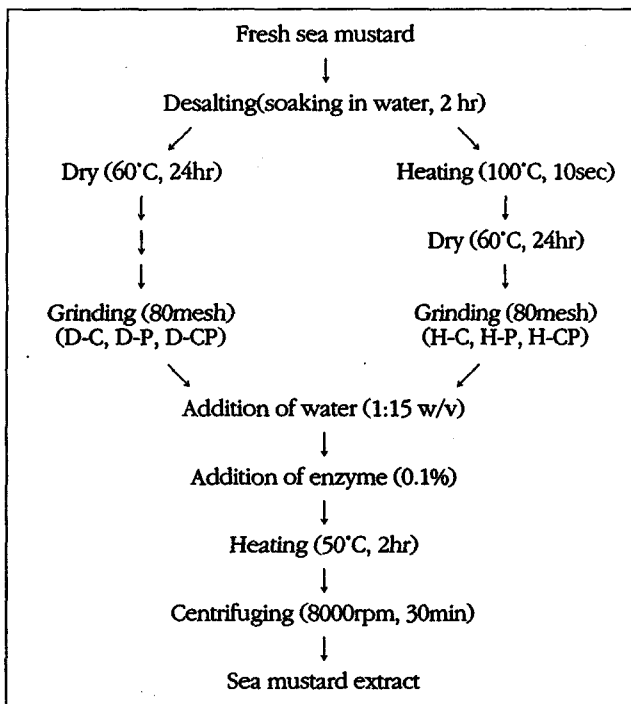 Fresh sea mustard
↓
Desalting(soaking in water, 2 hr)
↙ ↘
Dry (60°C, 24hr) Heating (100°C, 10sec)
↓ ↓
↓ Dry (60°C, 24hr)
↓ ↓
Grinding (80mesh) Grinding (80mesh)
(D-C, D-P, D-CP) (H-C, H-P, H-CP)
↘ ↙
Addition of water (1:15 w/v)
↓
Addition of enzyme (0.1%)
↓
Heating (50°C, 2hr)
↓
Centrifuging (8000rpm, 30min)
↓
Sea mustard extract